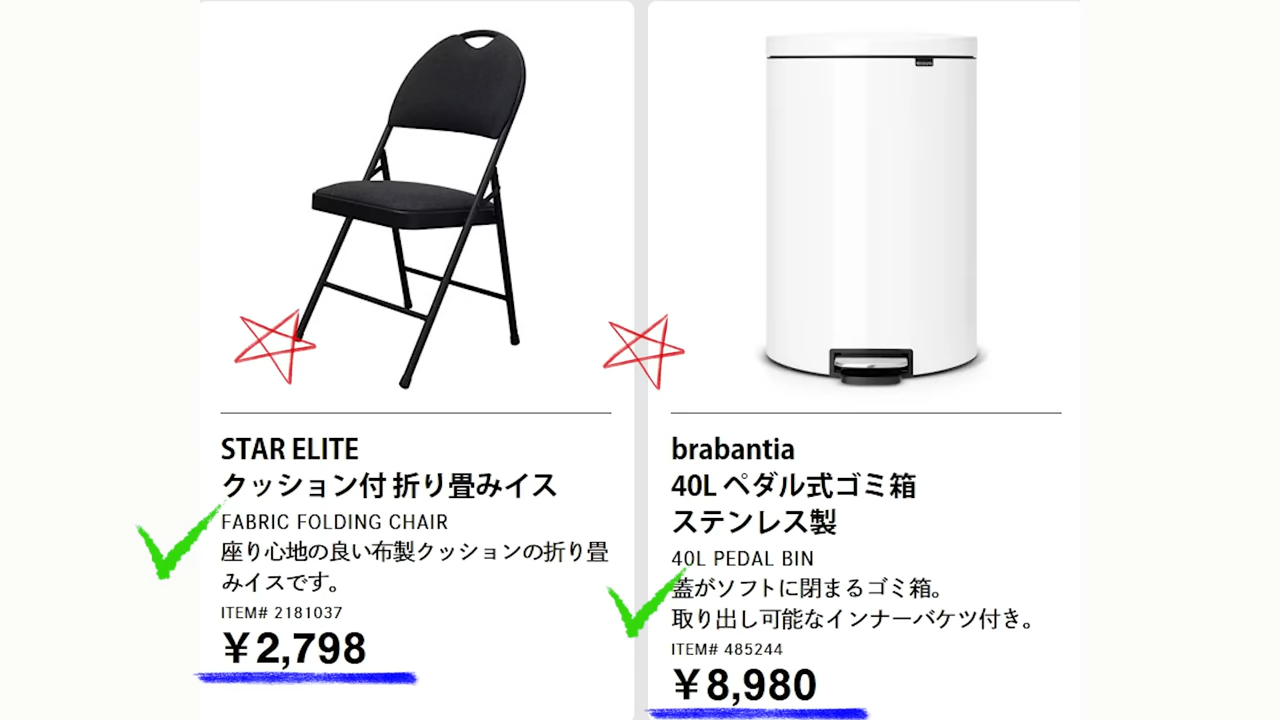 STAR ELITE
クッション付 折り畳みイス
FABRIC FOLDING CHAIR
座り心地の良い布製クッションの折り畳
みイスです。
ITEM# 2181037
¥2,798
brabantia
40L ペダル式ゴミ箱
ステンレス製
40L PEDAL BIN
蓋がソフトに閉まるゴミ箱。
取り出し可能なインナーバケツ付き。
ITEM# 485244
¥8,980